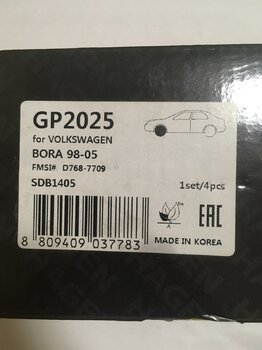 GP2025
for VOLKSWAGEN
BORA 98-05
FMSI# D768-7709
SDB1405
1set/4pcs
EAC
8 809409 037783
MADE IN KOREA